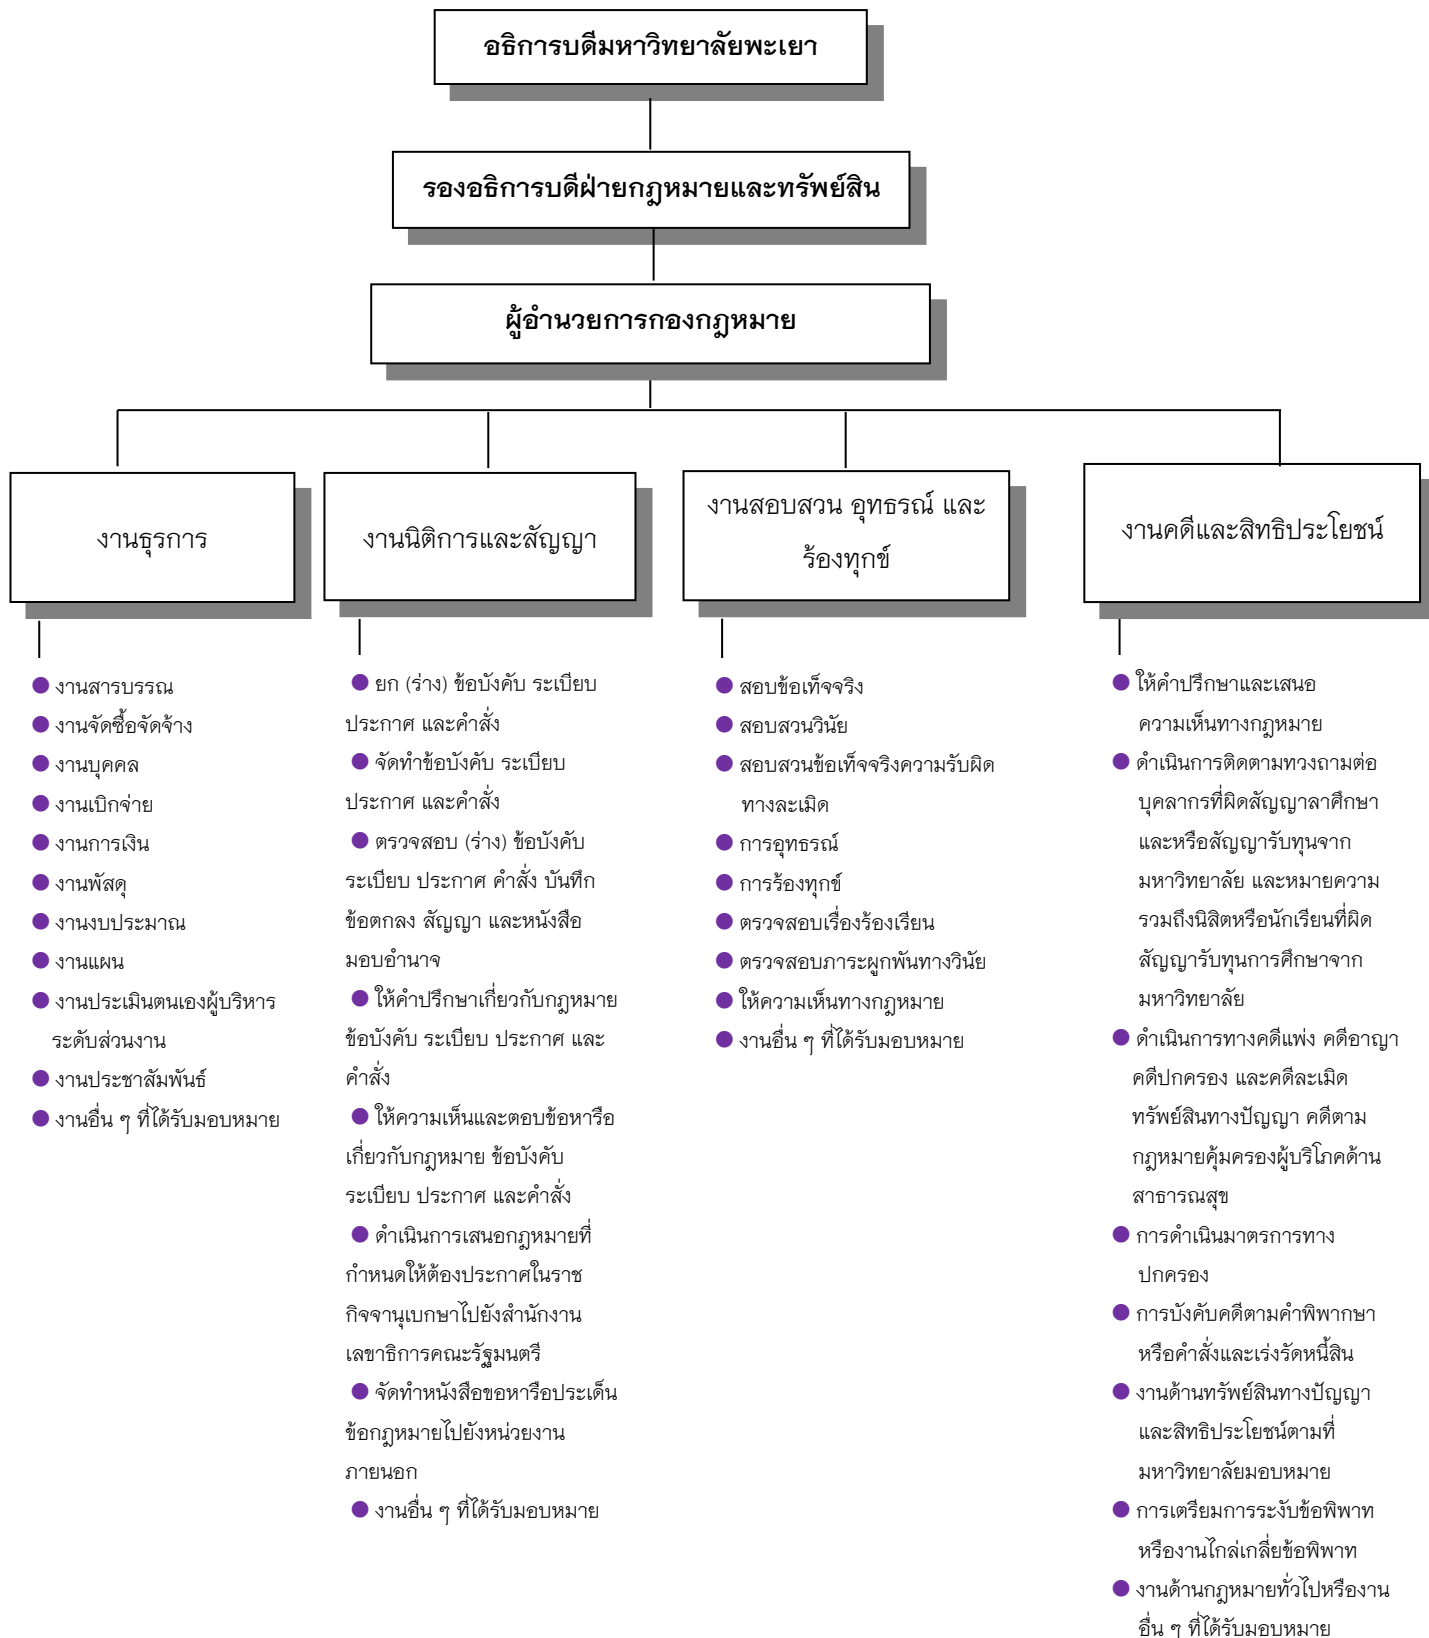 อธิการบดีมหาวิทยาลัยพะเยา
รองอธิการบดีฝ่ายกฎหมายและทรัพย์สิน
ผู้อำนวยการกองกฎหมาย
งานธุรการ
● งานสารบรรณ
● งานจัดซื้อจัดจ้าง
● งานบุคคล
● งานเบิกจ่าย
● งานการเงิน
● งานพัสดุ
● งานงบประมาณ
● งานแผน
● งานประเมินตนเองผู้บริหาร
ระดับส่วนงาน
● งานประชาสัมพันธ์
● งานอื่น ๆ ที่ได้รับมอบหมาย
งานนิติการและสัญญา
● ยก (ร่าง) ข้อบังคับ ระเบียบ
ประกาศ และคำสั่ง
● จัดทำข้อบังคับ ระเบียบ
ประกาศ และคำสั่ง
● ตรวจสอบ (ร่าง) ข้อบังคับ
ระเบียบ ประกาศ คำสั่ง บันทึก
ข้อตกลง สัญญา และหนังสือ
มอบอำนาจ
● ให้คำปรึกษาเกี่ยวกับกฎหมาย
ข้อบังคับ ระเบียบ ประกาศ และ
คำสั่ง
● ให้ความเห็นและตอบข้อหารือ
เกี่ยวกับกฎหมาย ข้อบังคับ
ระเบียบ ประกาศ และคำสั่ง
● ดำเนินการเสนอกฎหมายที่
กำหนดให้ต้องประกาศในราช
กิจจานุเบกษาไปยังสำนักงาน
เลขาธิการคณะรัฐมนตรี
● จัดทำหนังสือขอหารือประเด็น
ข้อกฎหมายไปยังหน่วยงาน
ภายนอก
● งานอื่น ๆ ที่ได้รับมอบหมาย
งานสอบสวน อุทธรณ์ และ
ร้องทุกข์
● สอบข้อเท็จจริง
● สอบสวนวินัย
● สอบสวนข้อเท็จจริงความรับผิด
ทางละเมิด
● การอุทธรณ์
● การร้องทุกข์
● ตรวจสอบเรื่องร้องเรียน
● ตรวจสอบภาระผูกพันทางวินัย
● ให้ความเห็นทางกฎหมาย
● งานอื่น ๆ ที่ได้รับมอบหมาย
งานคดีและสิทธิประโยชน์
● ให้คำปรึกษาและเสนอ
ความเห็นทางกฎหมาย
● ดำเนินการติดตามทวงถามต่อ
บุคลากรที่ผิดสัญญาลาศึกษา
และหรือสัญญารับทุนจาก
มหาวิทยาลัย และหมายความ
รวมถึงนิสิตหรือนักเรียนที่ผิด
สัญญารับทุนการศึกษาจาก
มหาวิทยาลัย
● ดำเนินการทางคดีแพ่ง คดีอาญา
คดีปกครอง และคดีละเมิด
ทรัพย์สินทางปัญญา คดีตาม
กฎหมายคุ้มครองผู้บริโภคด้าน
สาธารณสุข
● การดำเนินมาตรการทาง
ปกครอง
● การบังคับคดีตามคำพิพากษา
หรือคำสั่งและเร่งรัดหนี้สิน
● งานด้านทรัพย์สินทางปัญญา
และสิทธิประโยชน์ตามที่
มหาวิทยาลัยมอบหมาย
● การเตรียมการระงับข้อพิพาท
หรืองานไกล่เกลี่ยข้อพิพาท
● งานด้านกฎหมายทั่วไปหรืองาน
อื่น ๆ ที่ได้รับมอบหมาย